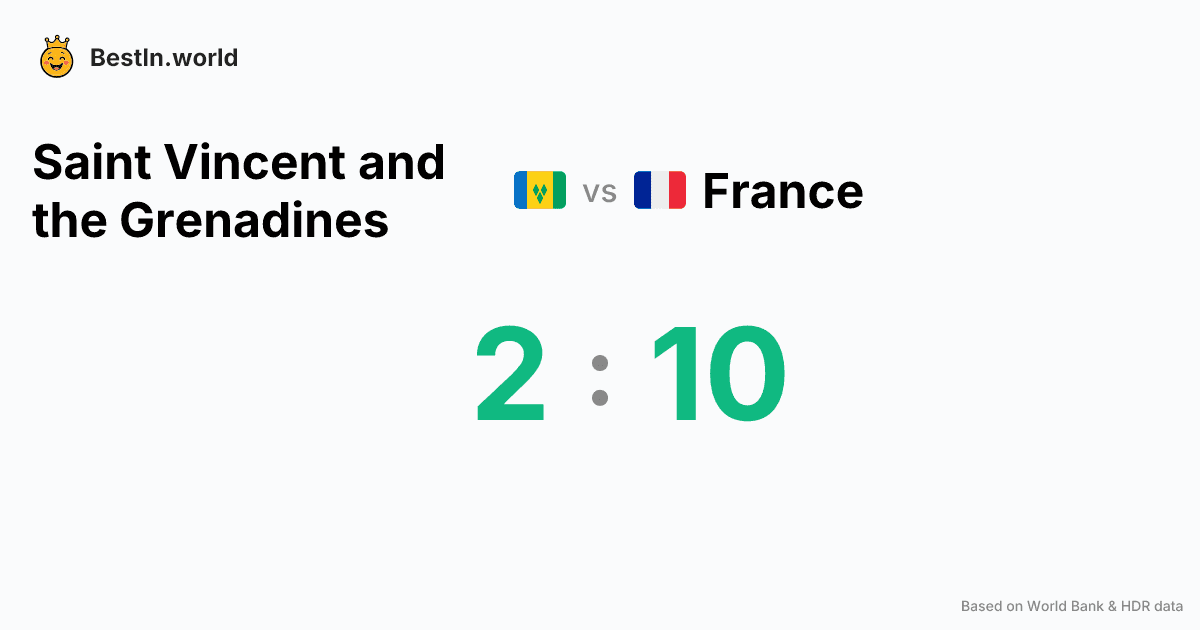 BestIn.world
Saint Vincent and
the Grenadines
vs
France
2 : 10
Based on World Bank & HDR data